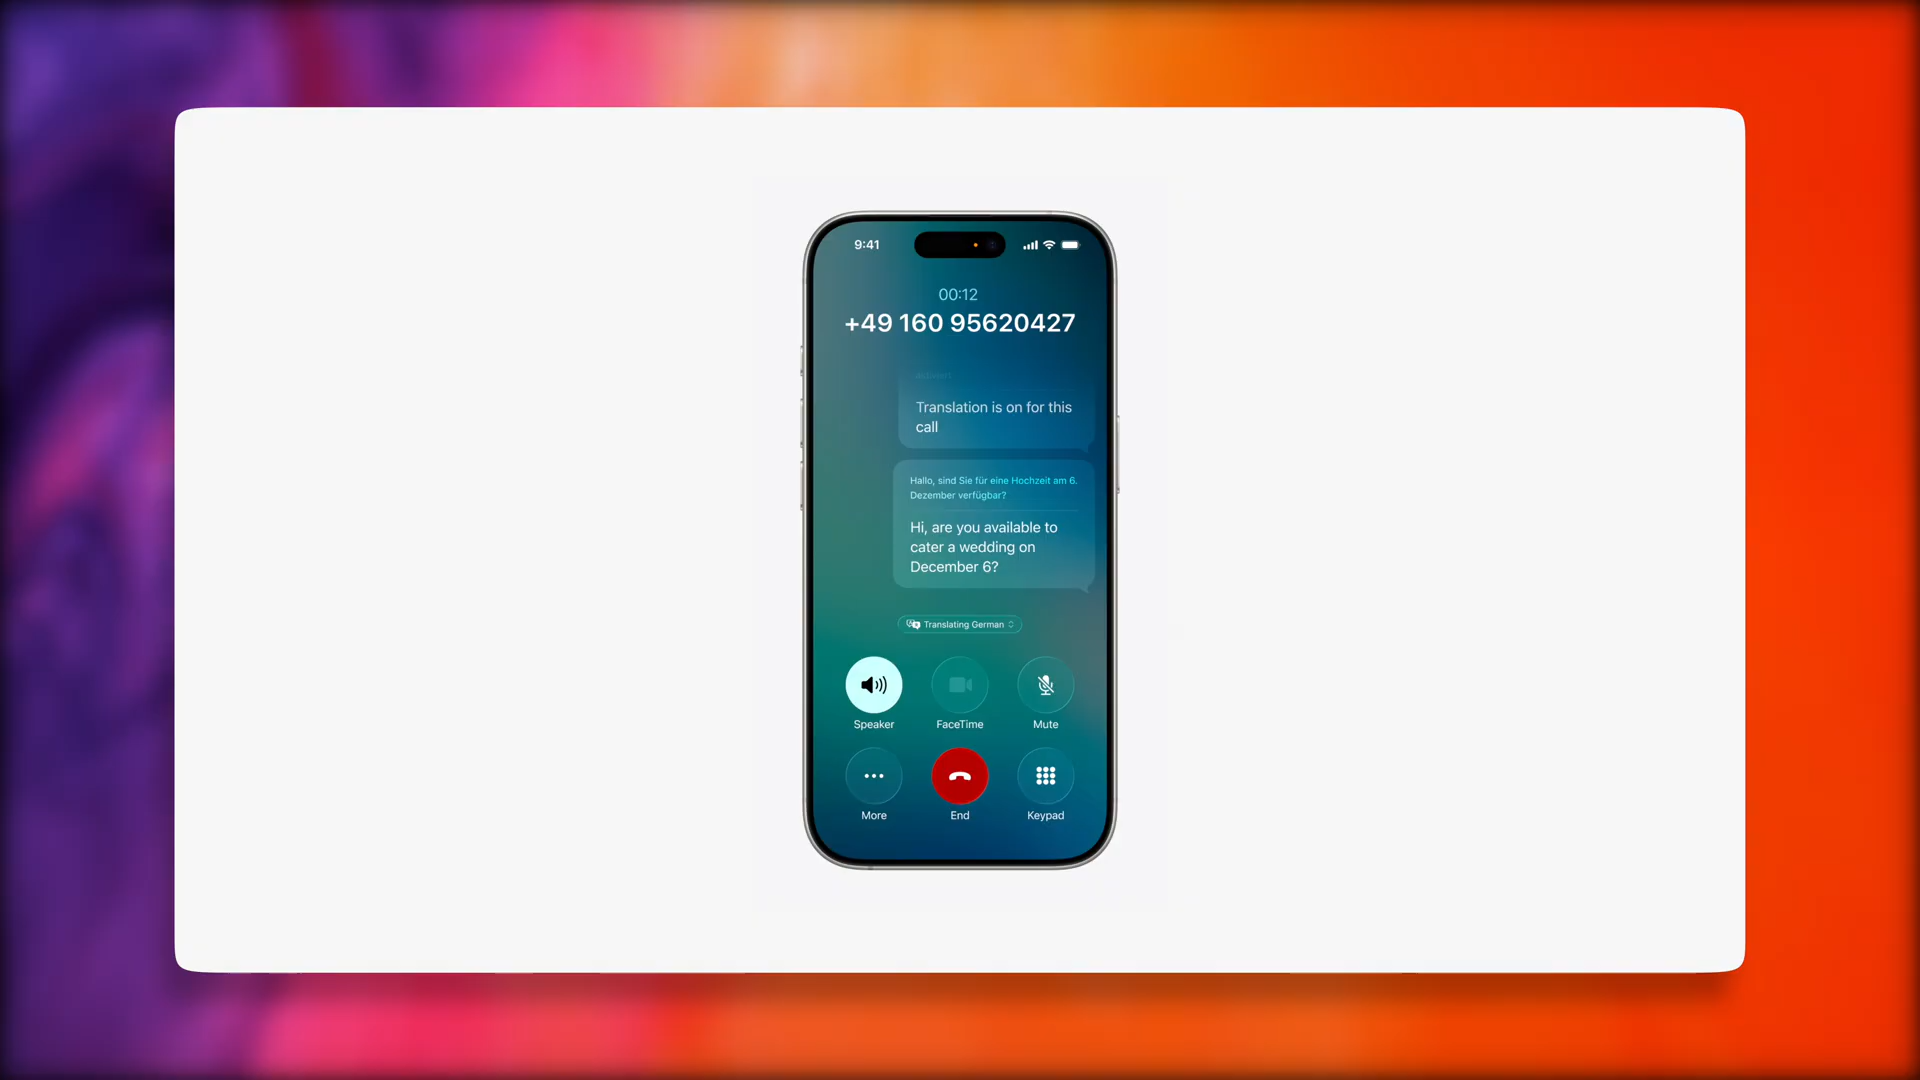 9:41
00:12
+49 160 95620427
Translation is on for this
call
Hallo, sind Sie für eine Hochzeit am 6.
Dezember verfügbar?
Hi, are you available to
cater a wedding on
December 6?
Translating German
Speaker
FaceTime
Mute
More
End
Keypad